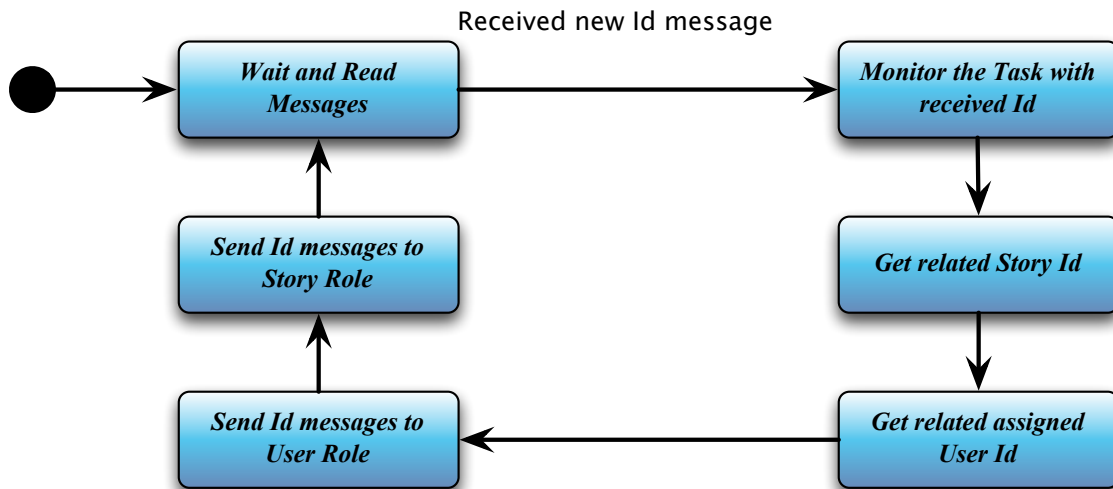 Received new Id message
Wait and Read
Messages
Monitor the Task with
received Id
Send Id messages to
Story Role
Get related Story Id
Send Id messages to
User Role
Get related assigned
User Id